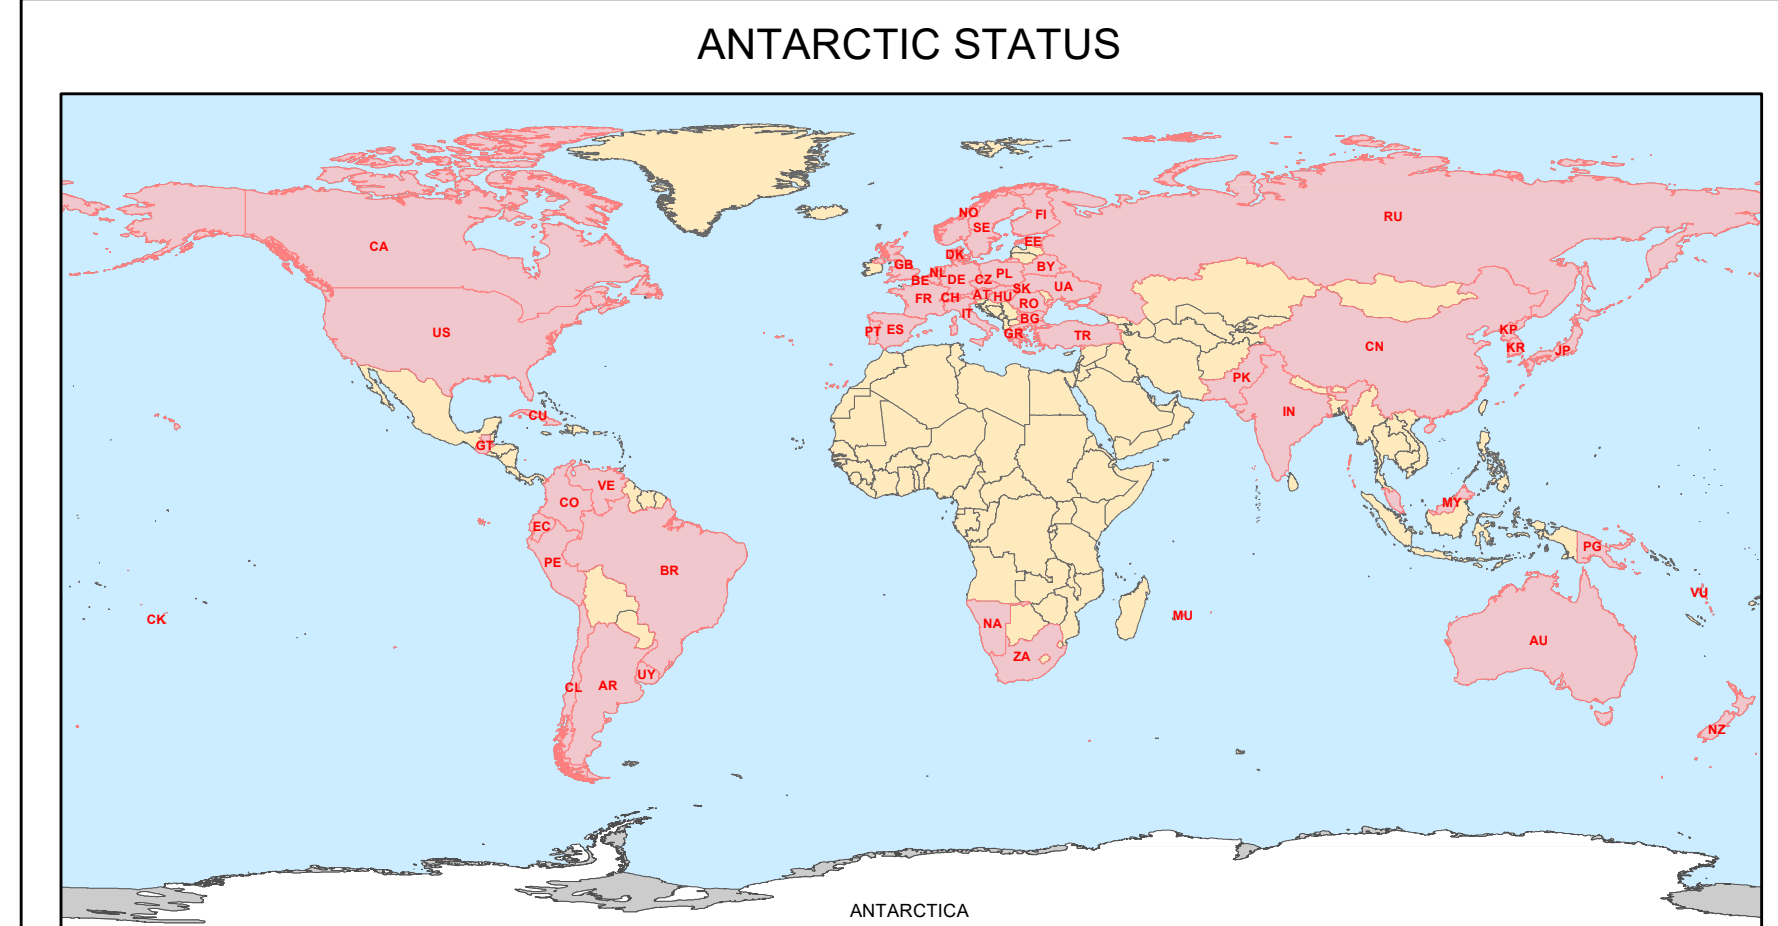 ANTARCTIC STATUS
NO
FI
SE
RU
CA
EE
DK
GB
NL
BE
DE
CZ
PL
BY
SK
UA
FR
CH
AT
HU
RO
IT
BG
PT
ES
GR
TR
US
KP
KR
JP
CN
PK
IN
CU
GT
VE
CO
EC
MY
PE
BR
PG
CK
MU
VU
NA
AU
ZA
UY
CL
AR
NZ
ANTARCTICA